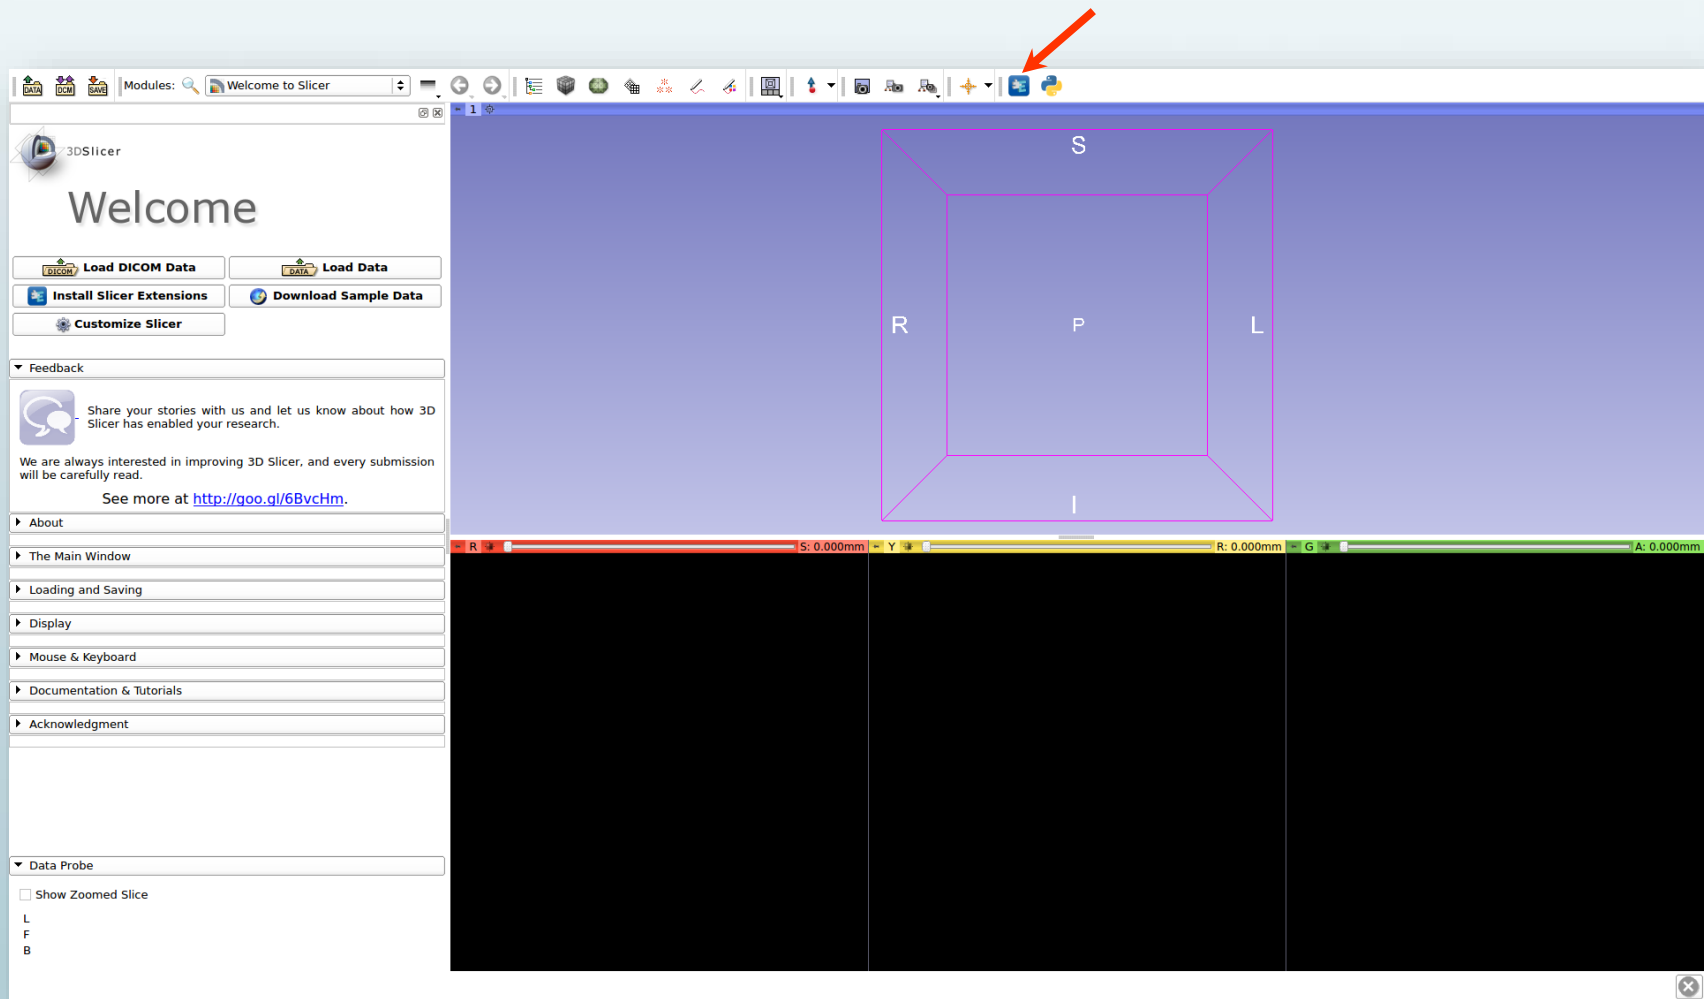 DATA DCM SAVE Modules: Welcome to Slicer
1
3DSlicer
Welcome
DICOM Load DICOM Data
DATA Load Data
Install Slicer Extensions
Download Sample Data
Customize Slicer
Feedback
Share your stories with us and let us know about how 3D
Slicer has enabled your research.
We are always interested in improving 3D Slicer, and every submission
will be carefully read.
See more at http://goo.gl/6BvcHm.
About
The Main Window
Loading and Saving
Display
Mouse & Keyboard
Documentation & Tutorials
Acknowledgment
Data Probe
Show Zoomed Slice
L
F
B
S
R P L
I
R S: 0.000mm
Y R: 0.000mm
G A: 0.000mm